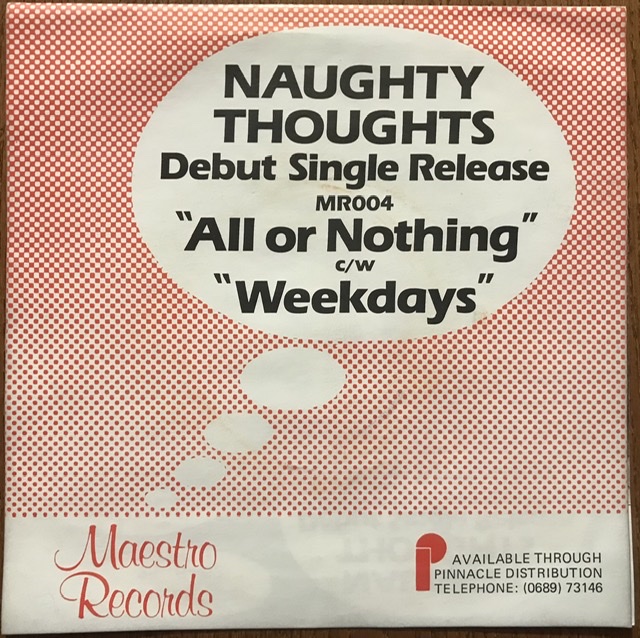 NAUGHTY
THOUGHTS
Debut Single Release
MR004
"All or Nothing"
c/w
"Weekdays"
Maestro
Records
AVAILABLE THROUGH
PINNACLE DISTRIBUTION
TELEPHONE: (0689) 73146